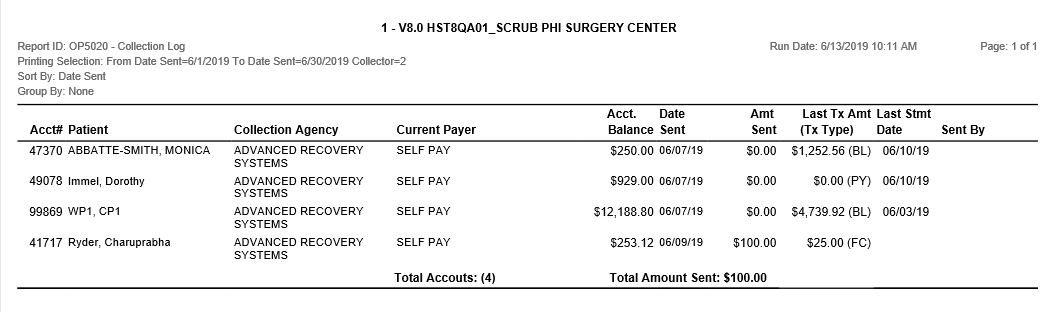 1 - V8.0 HST8QA01_SCRUB PHI SURGERY CENTER
Report ID: OP5020 - Collection Log Run Date: 6/13/2019 10:11 AM Page: 1 of 1
Printing Selection: From Date Sent=6/1/2019 To Date Sent=6/30/2019 Collector=2
Sort By: Date Sent
Group By: None
Acct. Date Amt Last Tx Amt Last Stmt
Acct# Patient Collection Agency Current Payer Balance Sent Sent (Tx Type) Date Sent By
47370 ABBATTE-SMITH, MONICA ADVANCED RECOVERY SELF PAY $250.00 06/07/19 $0.00 $1,252.56 (BL) 06/10/19
SYSTEMS
49078 Immel, Dorothy ADVANCED RECOVERY SELF PAY $929.00 06/07/19 $0.00 $0.00 (PY) 06/10/19
SYSTEMS
99869 WP1, CP1 ADVANCED RECOVERY SELF PAY $12,188.80 06/07/19 $0.00 $4,739.92 (BL) 06/03/19
SYSTEMS
41717 Ryder, Charuprabha ADVANCED RECOVERY SELF PAY $253.12 06/09/19 $100.00 $25.00 (FC)
SYSTEMS
Total Accouts: (4) Total Amount Sent: $100.00